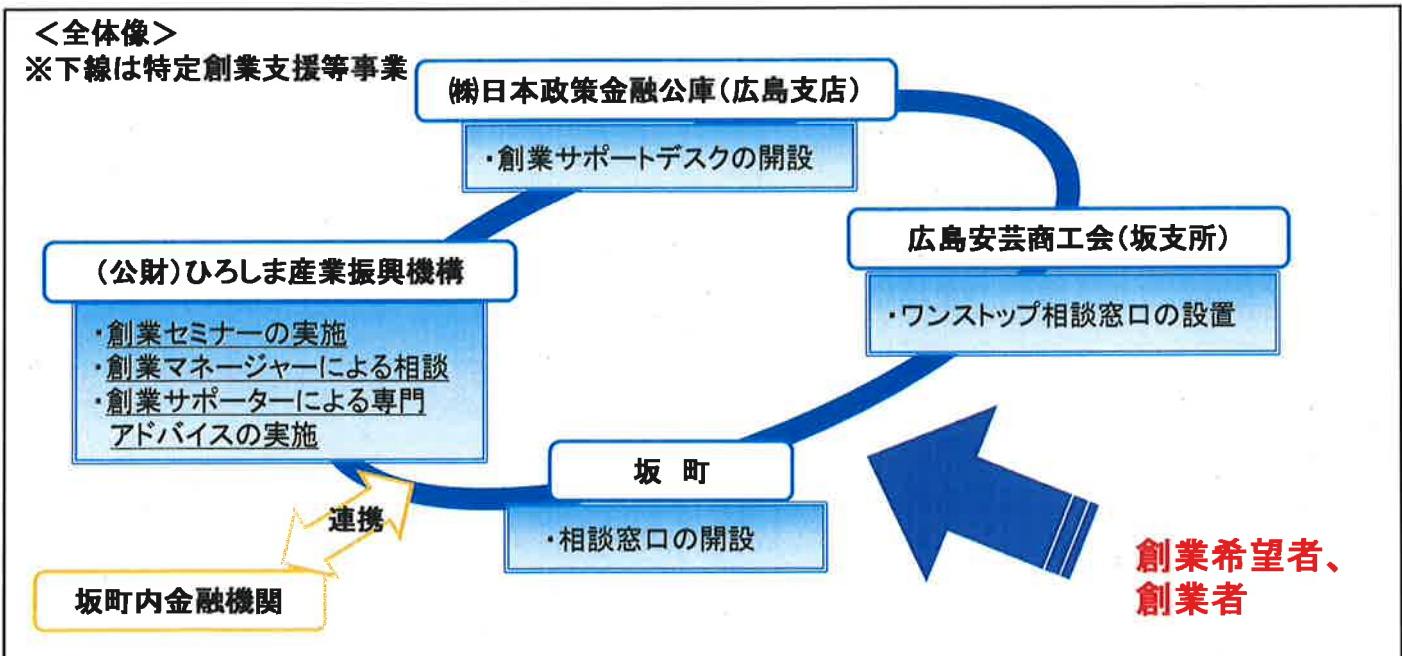 ＜全体像＞
※下線は特定創業支援等事業
㈱日本政策金融公庫(広島支店)
・創業サポートデスクの開設
広島安芸商工会(坂支所)
・ワンストップ相談窓口の設置
(公財)ひろしま産業振興機構
・創業セミナーの実施
・創業マネージャーによる相談
・創業サポーターによる専門
アドバイスの実施
坂 町
・相談窓口の開設
連携
坂町内金融機関
創業希望者、
創業者